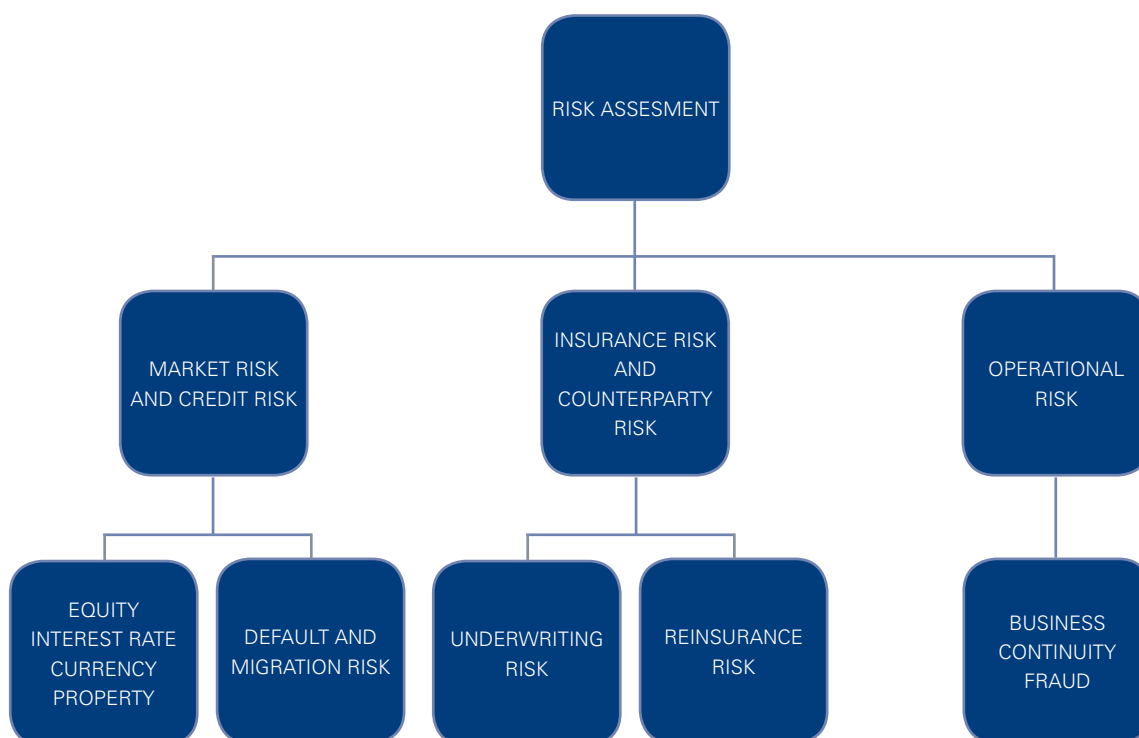 RISK ASSESMENT
MARKET RISK
AND CREDIT RISK
INSURANCE RISK
AND
COUNTERPARTY
RISK
OPERATIONAL
RISK
EQUITY
INTEREST RATE
CURRENCY
PROPERTY
DEFAULT AND
MIGRATION RISK
UNDERWRITING
RISK
REINSURANCE
RISK
BUSINESS
CONTINUITY
FRAUD